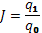 J = q₁ / q₀